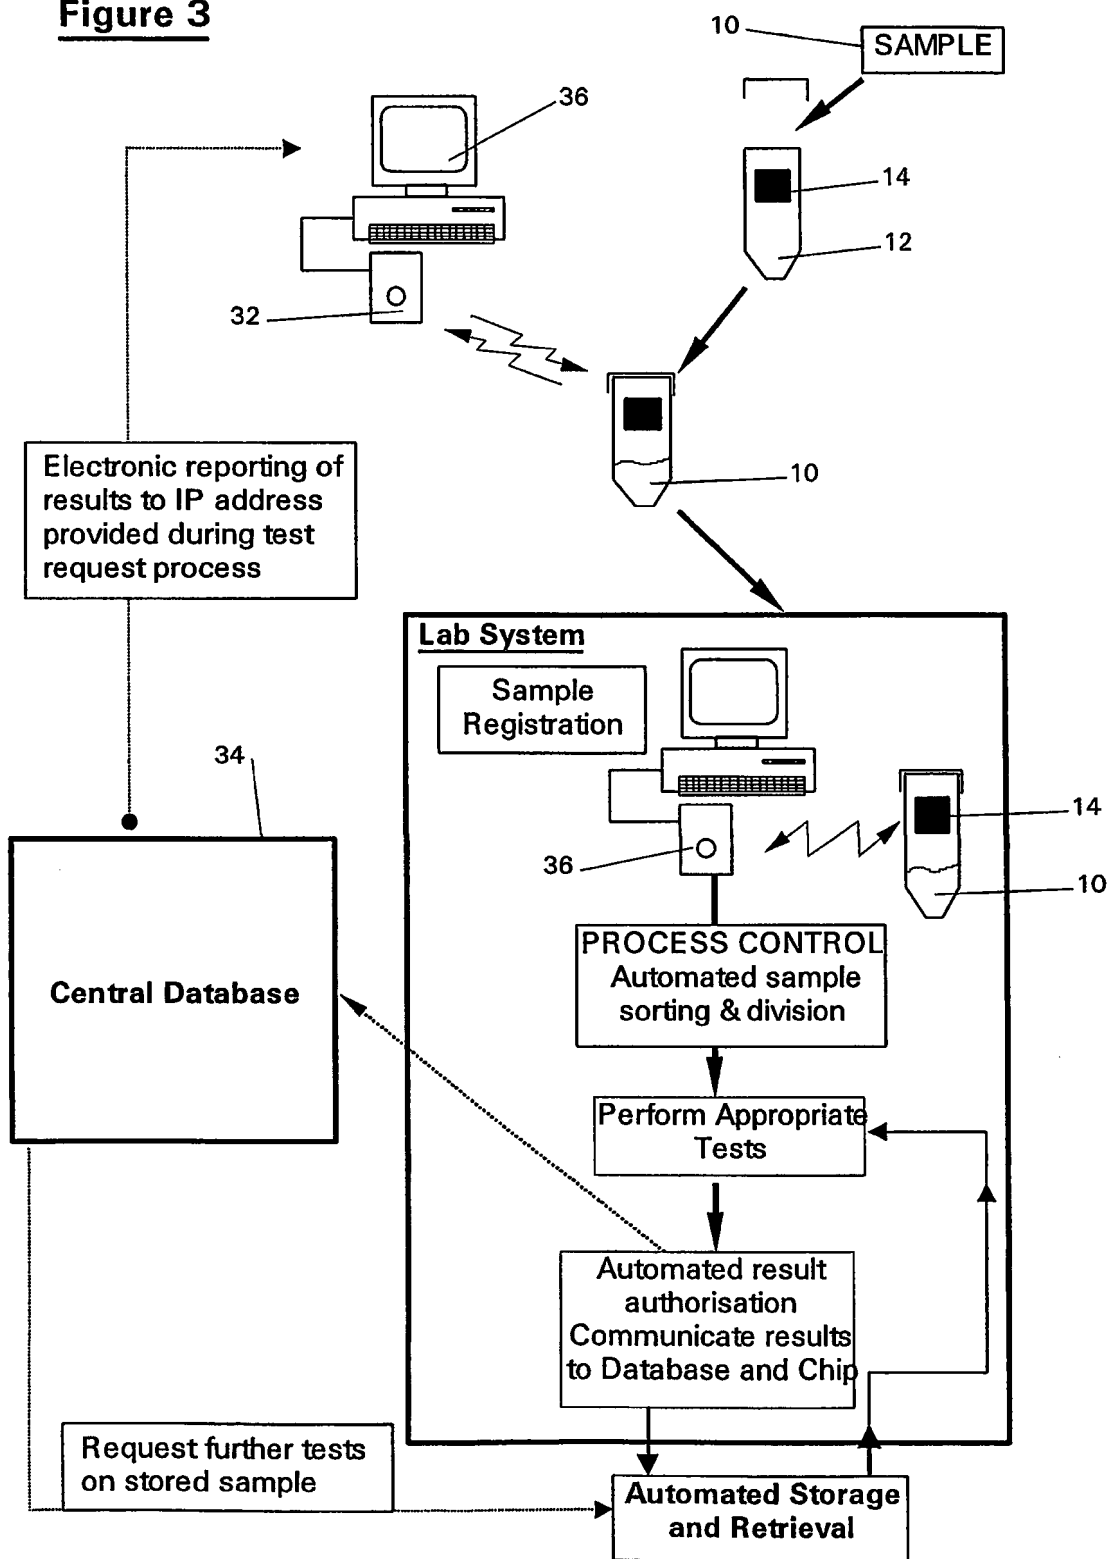 Figure 3
10
SAMPLE
36
14
12
32
10
Electronic reporting of
results to IP address
provided during test
request process
Lab System
Sample
Registration
34
14
36
10
PROCESS CONTROL
Automated sample
sorting & division
Central Database
Perform Appropriate
Tests
Automated result
authorisation
Communicate results
to Database and Chip
Request further tests
on stored sample
Automated Storage
and Retrieval